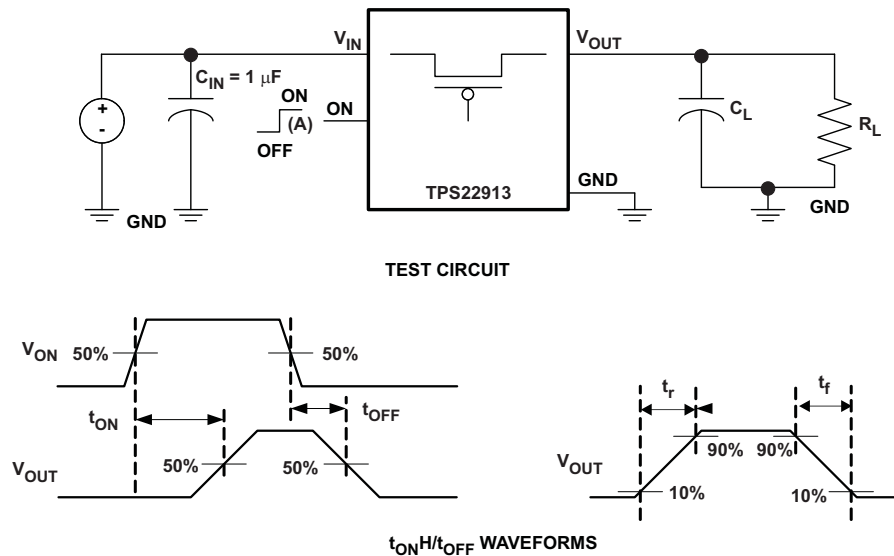 V_IN
V_OUT
C_IN = 1 μF
+
-
ON
(A)
OFF
ON
C_L
R_L
GND
TPS22913
GND
GND
TEST CIRCUIT
V_ON
50%
50%
t_ON
t_OFF
V_OUT
50%
50%
t_r
t_f
V_OUT
90%
90%
10%
10%
t_ONH/t_OFF WAVEFORMS